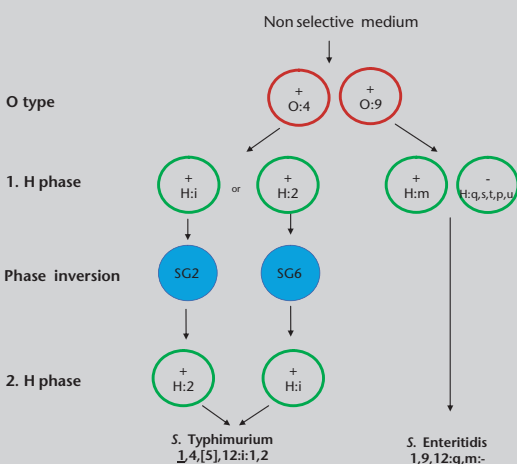 Non selective medium
O type
+
O:4
+
O:9
1. H phase
+
H:i
or
+
H:2
+
H:m
-
H:q,s,t,p,u
Phase inversion
SG2
SG6
2. H phase
+
H:2
+
H:i
S. Typhimurium
1,4,[5],12:i:1,2
S. Enteritidis
1,9,12:g,m:-